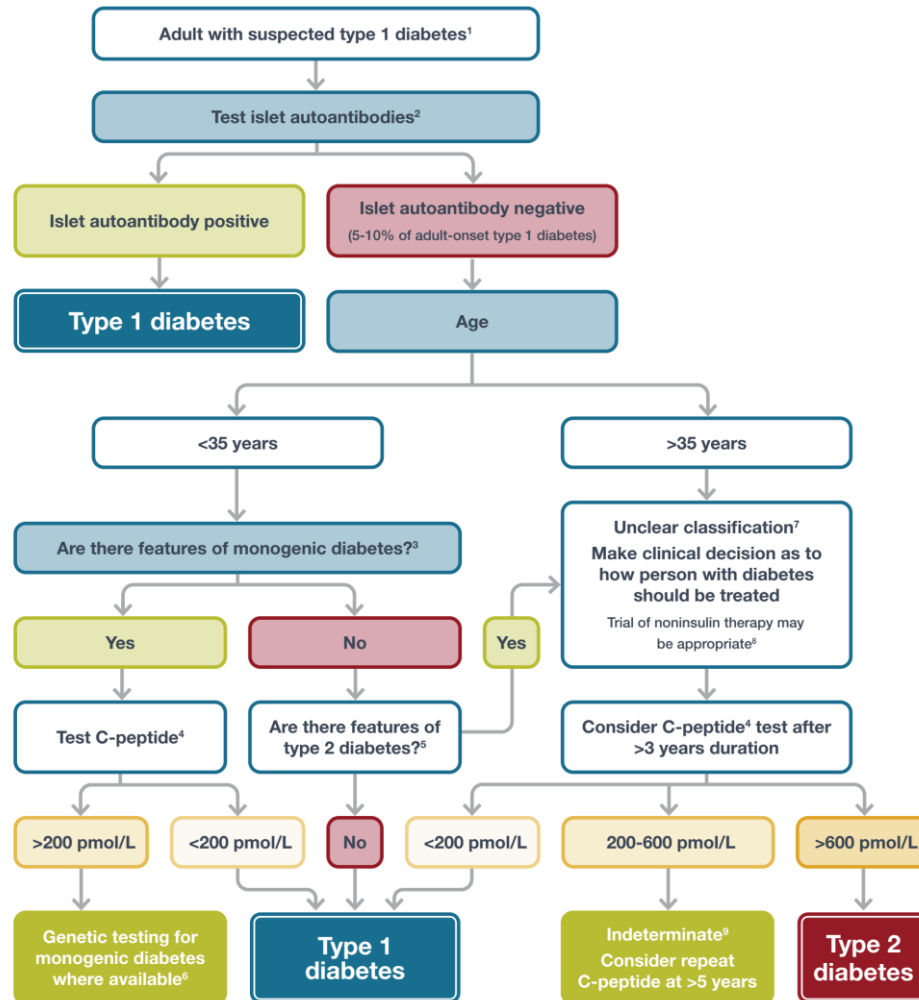 Adult with suspected type 1 diabetes¹
Test islet autoantibodies²
Islet autoantibody positive
Islet autoantibody negative
(5-10% of adult-onset type 1 diabetes)
Type 1 diabetes
Age
<35 years
>35 years
Are there features of monogenic diabetes?³
Unclear classification⁷
Make clinical decision as to
how person with diabetes
should be treated
Trial of noninsulin therapy may
be appropriate⁸
Yes
No
Yes
Test C-peptide⁴
Are there features of
type 2 diabetes?⁵
Consider C-peptide⁴ test after
>3 years duration
>200 pmol/L
<200 pmol/L
No
<200 pmol/L
200-600 pmol/L
>600 pmol/L
Genetic testing for
monogenic diabetes
where available⁶
Type 1
diabetes
Indeterminate⁹
Consider repeat
C-peptide at >5 years
Type 2
diabetes